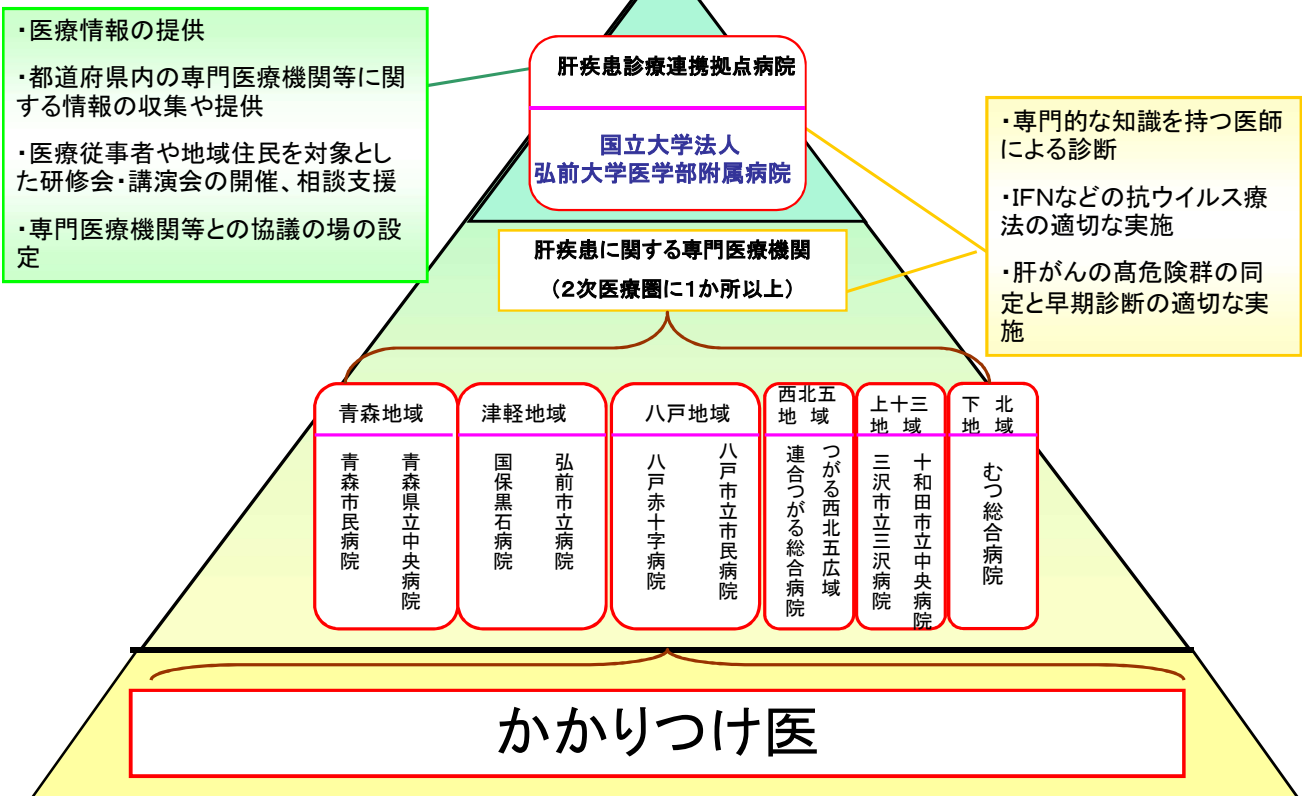 ・医療情報の提供
・都道府県内の専門医療機関等に関
する情報の収集や提供
・医療従事者や地域住民を対象とし
た研修会・講演会の開催、相談支援
・専門医療機関等との協議の場の設
定
肝疾患診療連携拠点病院
国立大学法人
弘前大学医学部附属病院
・専門的な知識を持つ医師
による診断
・IFNなどの抗ウイルス療
法の適切な実施
・肝がんの高危険群の同
定と早期診断の適切な実
施
肝疾患に関する専門医療機関
(2次医療圏に1か所以上)
青森地域
青森県立中央病院
青森市民病院
津軽地域
弘前市立病院
国保黒石病院
八戸地域
八戸市立市民病院
八戸赤十字病院
西北五
地 域
つがる西北五広域
連合つがる総合病院
上十三
地 域
十和田市立中央病院
三沢市立三沢病院
下 北
地 域
むつ総合病院
かかりつけ医